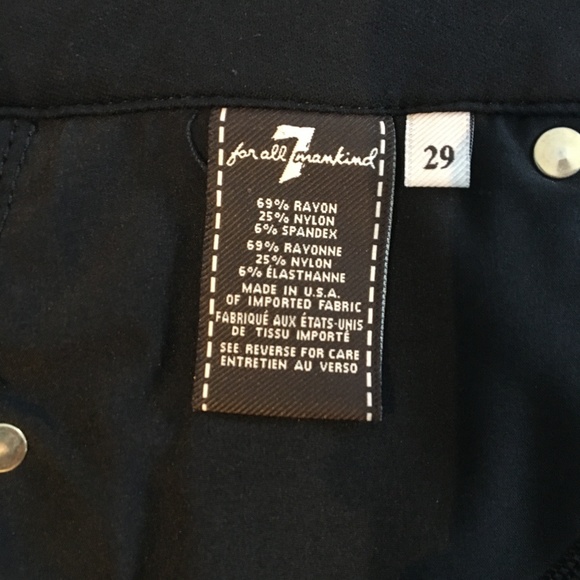 for all 7 mankind
29
69% RAYON
25% NYLON
6% SPANDEX
69% RAYONNE
25% NYLON
6% ÉLASTHANNE
MADE IN U.S.A.
OF IMPORTED FABRIC
FABRIQUÉ AUX ÉTATS-UNIS
DE TISSU IMPORTÉ
SEE REVERSE FOR CARE
ENTRETIEN AU VERSO